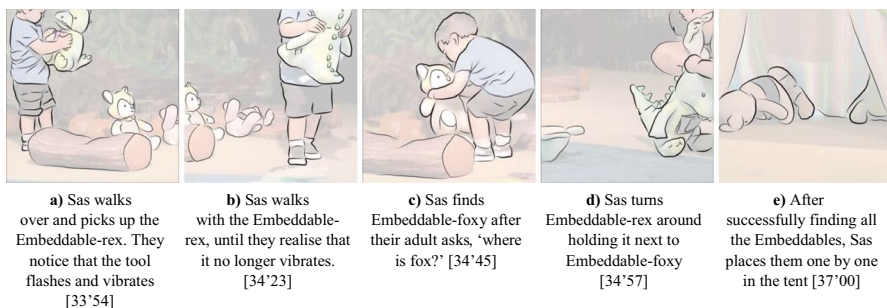 a) Sas walks
over and picks up the
Embeddable-rex. They
notice that the tool
flashes and vibrates
[33’54]
b) Sas walks
with the Embeddable-
rex, until they realise that
it no longer vibrates.
[34’23]
c) Sas finds
Embeddable-foxy after
their adult asks, ‘where
is fox?’ [34’45]
d) Sas turns
Embeddable-rex around
holding it next to
Embeddable-foxy
[34’57]
e) After
successfully finding all
the Embeddables, Sas
places them one by one
in the tent [37’00]